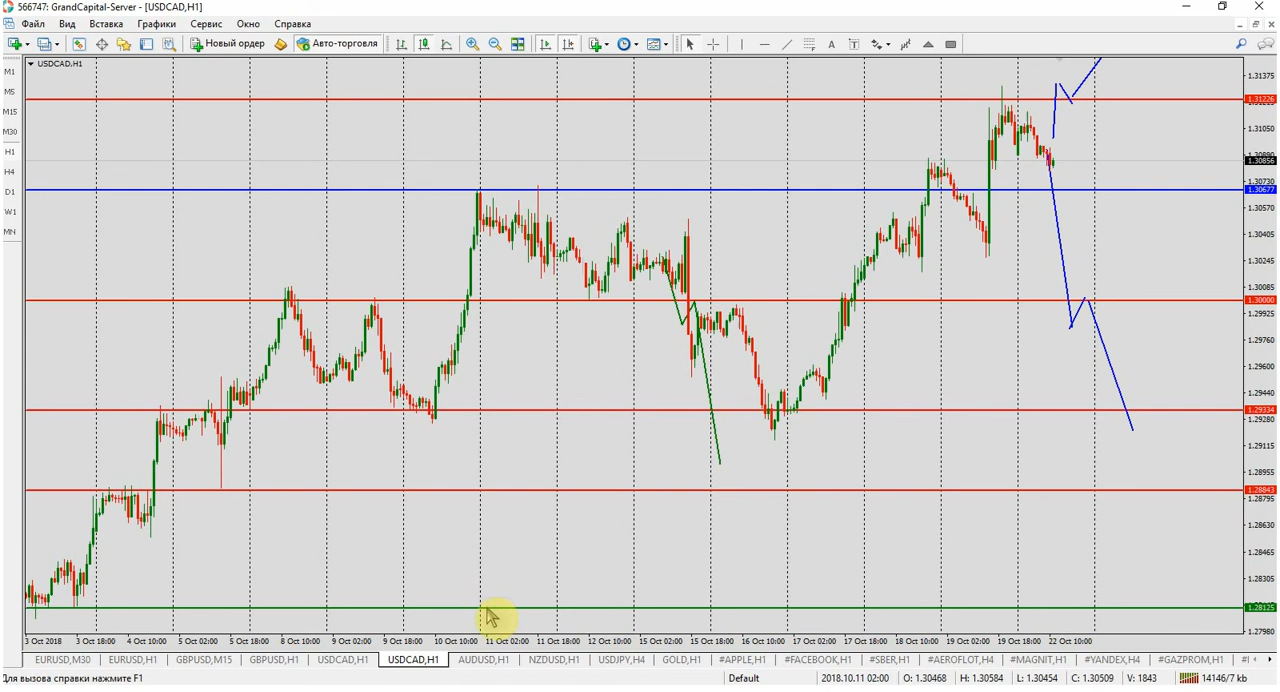 566747: GrandCapital-Server - [USDCAD,H1]
Файл Вид Вставка Графики Сервис Окно Справка
Новый ордер Авто-торговля
USDCAD,H1
M1
M5
M15
M30
H1
H4
D1
W1
MN
1.31375
1.31226
1.30856
1.30730
1.30677
1.30570
1.30405
1.30245
1.30085
1.30000
1.29925
1.29760
1.29600
1.29440
1.29334
1.29280
1.29115
1.28955
1.28843
1.28795
1.28630
1.28465
1.28305
1.28125
1.27980
3 Oct 2018 3 Oct 18:00 4 Oct 10:00 5 Oct 02:00 5 Oct 18:00 8 Oct 10:00 9 Oct 02:00 9 Oct 18:00 10 Oct 10:00 11 Oct 02:00 11 Oct 18:00 12 Oct 10:00 15 Oct 02:00 15 Oct 18:00 16 Oct 10:00 17 Oct 02:00 17 Oct 18:00 18 Oct 10:00 19 Oct 02:00 19 Oct 18:00 22 Oct 10:00
EURUSD,M30 EURUSD,H1 GBPUSD,M15 GBPUSD,H1 USDCAD,H1 USDCAD,H1 AUDUSD,H1 NZDUSD,H1 USDJPY,H4 GOLD,H1 #APPLE,H1 #FACEBOOK,H1 #SBER,H1 #AEROFLOT,H4 #MAGNIT,H1 #YANDEX,H4 #GAZPROM,H1
Для вызова справки нажмите F1 Default 2018.10.11 02:00 O: 1.30468 H: 1.30584 L: 1.30454 C: 1.30509 V: 1843 14146/7 kb